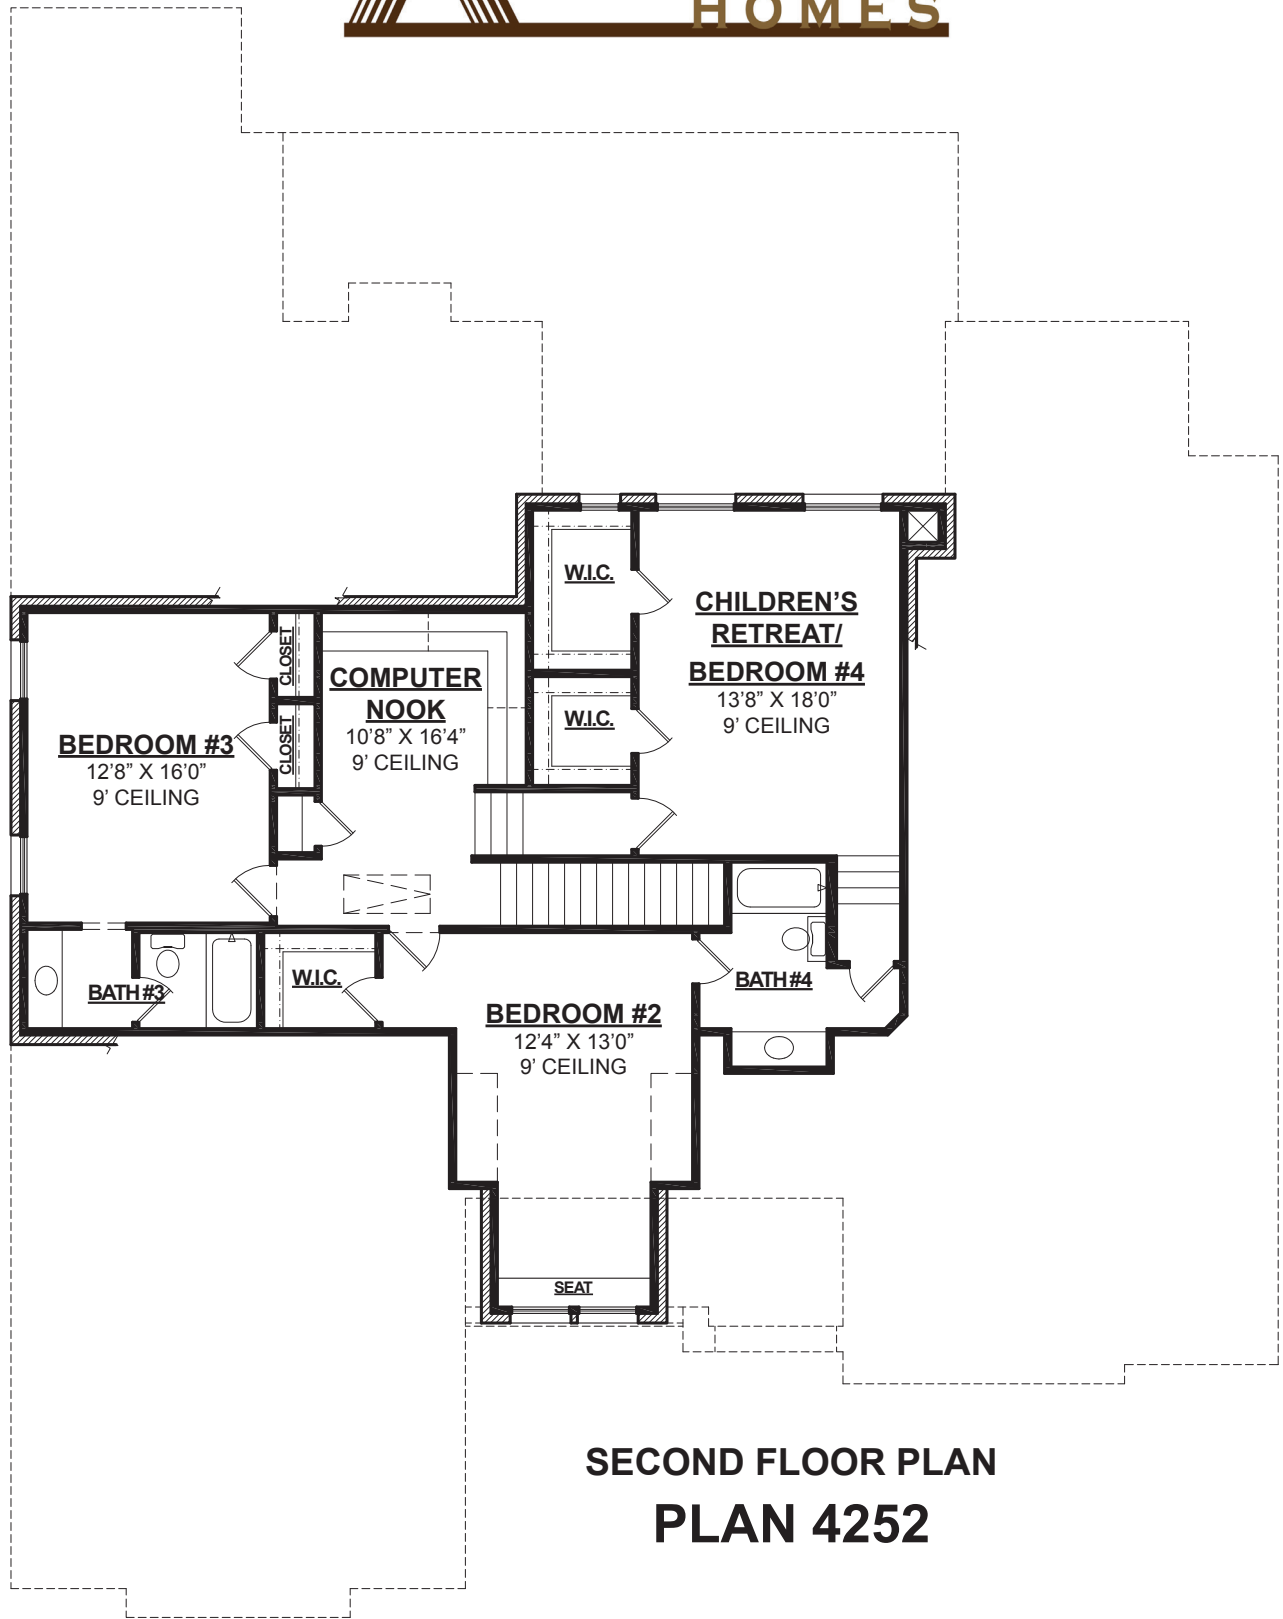 HOMES
W.I.C.
CHILDREN’S
RETREAT/
BEDROOM #4
13’8” X 18’0”
9’ CEILING
CLOSET
COMPUTER
NOOK
10’8” X 16’4”
9’ CEILING
W.I.C.
BEDROOM #3
12’8” X 16’0”
9’ CEILING
CLOSET
BATH #3
W.I.C.
BEDROOM #2
12’4” X 13’0”
9’ CEILING
BATH #4
SEAT
SECOND FLOOR PLAN
PLAN 4252